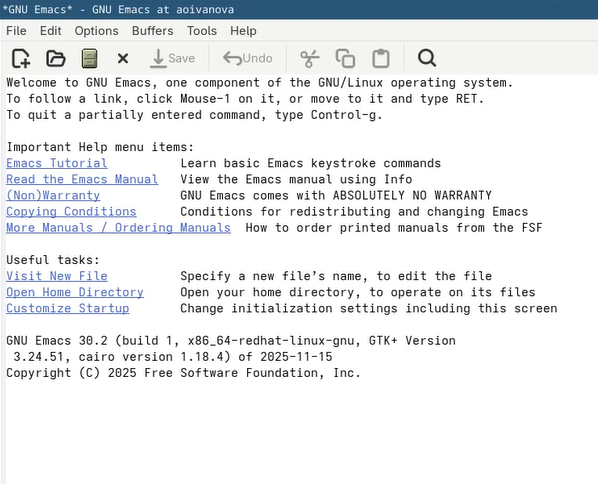 *GNU Emacs* - GNU Emacs at aoivanova
File Edit Options Buffers Tools Help
Save Undo
Welcome to GNU Emacs, one component of the GNU/Linux operating system.
To follow a link, click Mouse-1 on it, or move to it and type RET.
To quit a partially entered command, type Control-g.
Important Help menu items:
Emacs Tutorial Learn basic Emacs keystroke commands
Read the Emacs Manual View the Emacs manual using Info
(Non)Warranty GNU Emacs comes with ABSOLUTELY NO WARRANTY
Copying Conditions Conditions for redistributing and changing Emacs
More Manuals / Ordering Manuals How to order printed manuals from the FSF
Useful tasks:
Visit New File Specify a new file’s name, to edit the file
Open Home Directory Open your home directory, to operate on its files
Customize Startup Change initialization settings including this screen
GNU Emacs 30.2 (build 1, x86_64-redhat-linux-gnu, GTK+ Version
3.24.51, cairo version 1.18.4) of 2025-11-15
Copyright (C) 2025 Free Software Foundation, Inc.